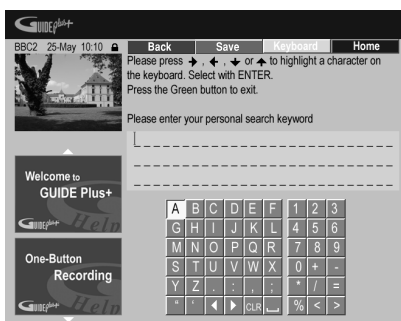 GUIDE Plus+
BBC2 25-May 10:10
Back Save Keyboard Home
Please press , , or to highlight a character on
the keyboard. Select with ENTER.
Press the Green button to exit.
Please enter your personal search keyword
Welcome to
GUIDE Plus+
GUIDE Plus+ Help
One-Button
Recording
GUIDE Plus+ Help
A B C D E F 1 2 3
G H I J K L 4 5 6
M N O P Q R 7 8 9
S T U V W X 0 + -
Y Z . : , ; * / =
" ' CLR % < >